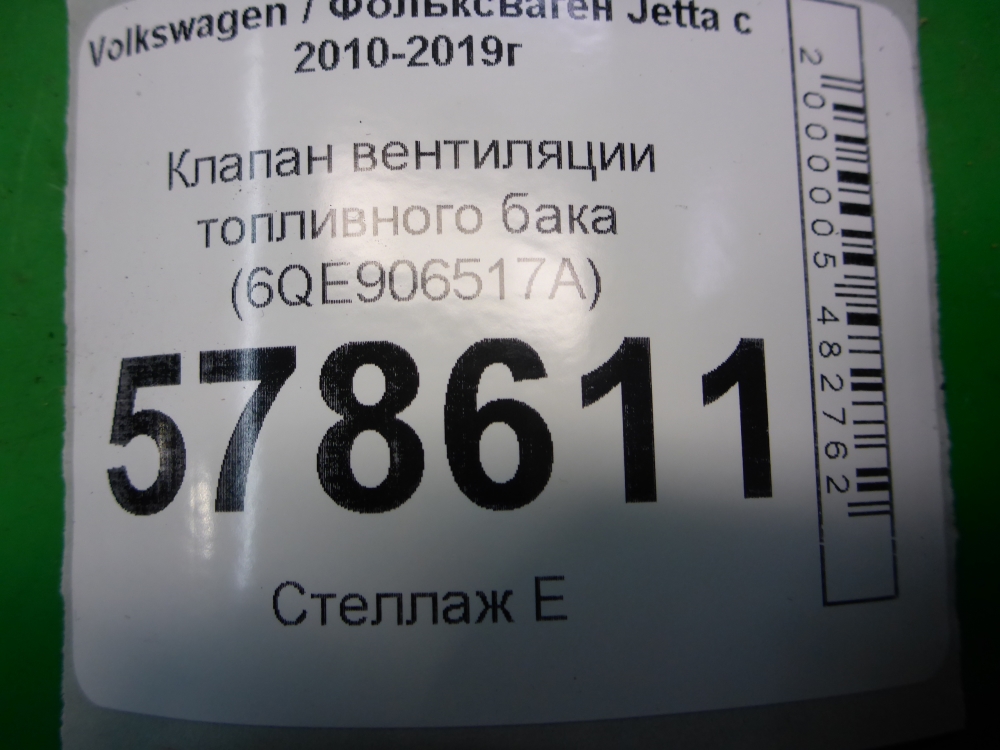 Volkswagen / Фольксваген Jetta с
2010-2019г
Клапан вентиляции
топливного бака
(6QE906517A)
578611
Стеллаж E
2000005482762